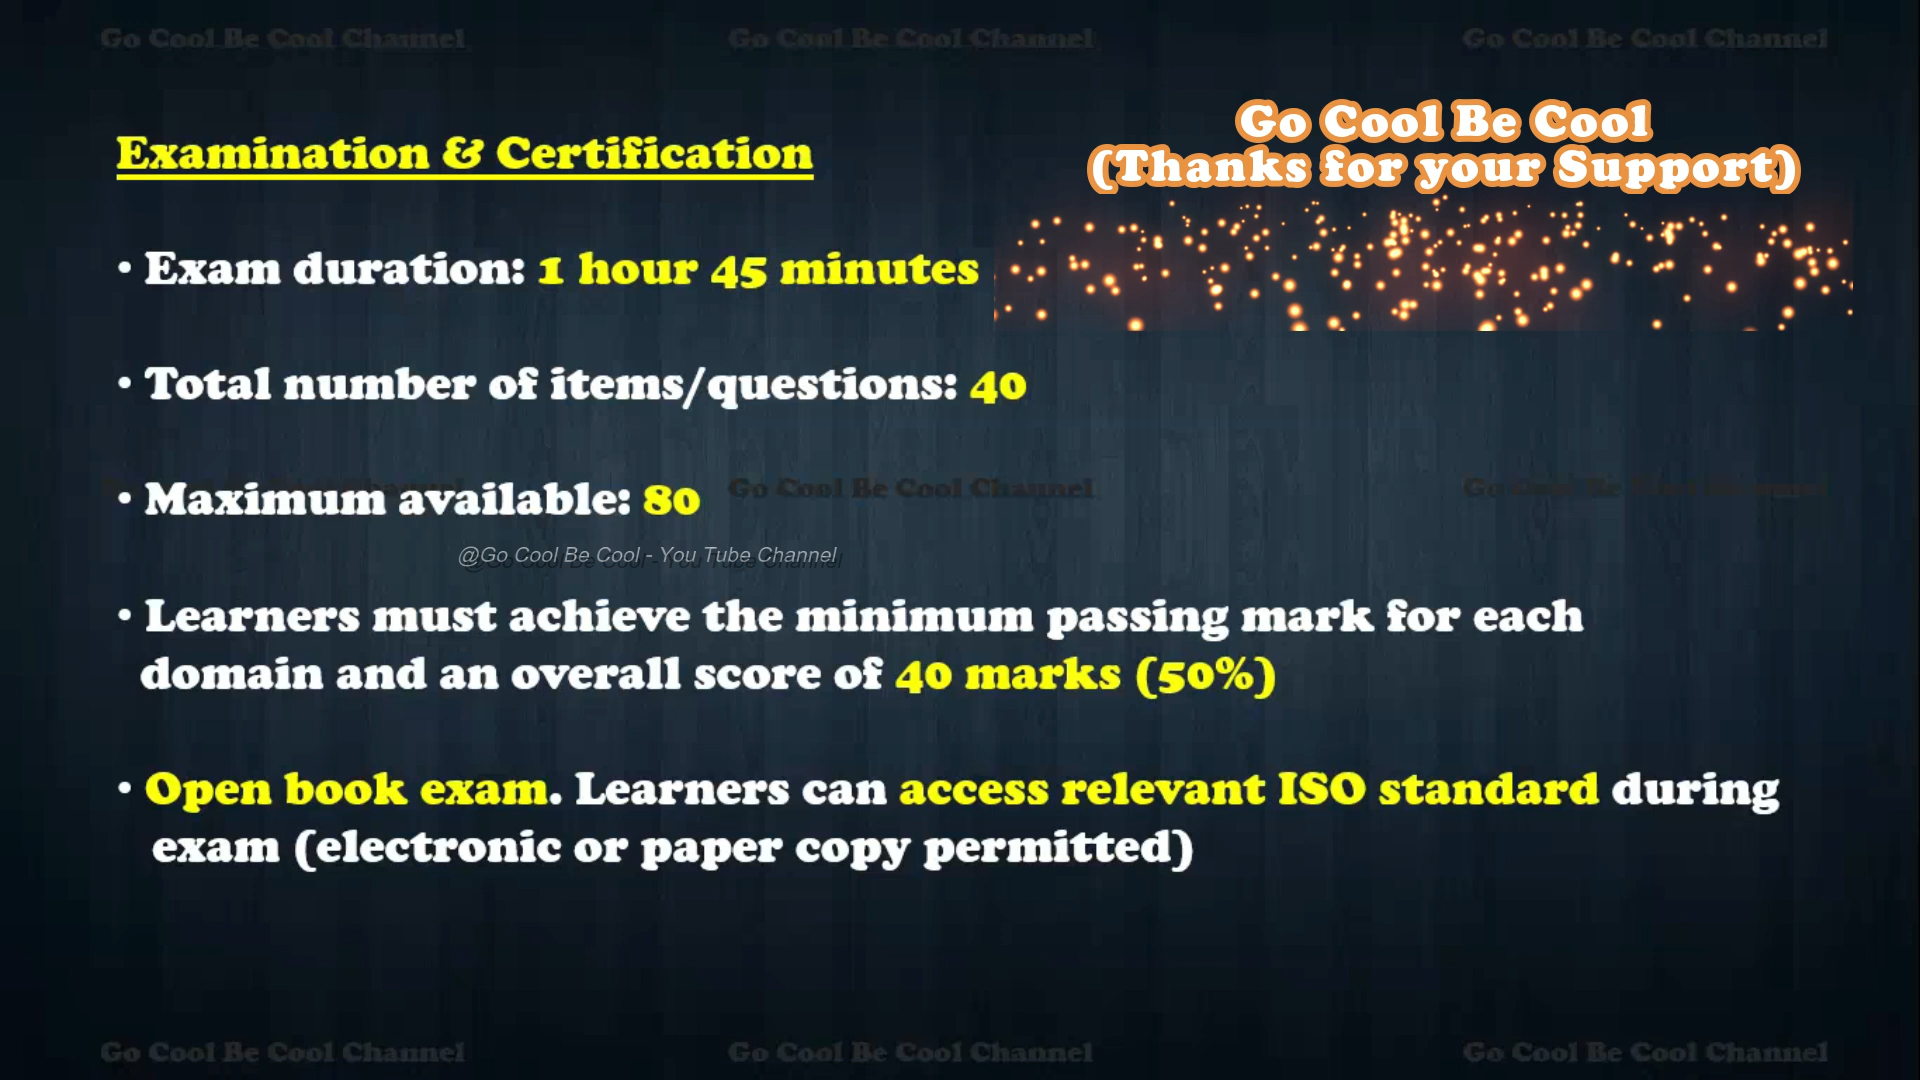 Go Cool Be Cool Channel Go Cool Be Cool Channel Go Cool Be Cool Channel
Go Cool Be Cool
(Thanks for your Support)
Examination & Certification
• Exam duration: 1 hour 45 minutes
• Total number of items/questions: 40
Go Cool Be Cool Channel Go Cool Be Cool Channel
• Maximum available: 80
@Go Cool Be Cool - You Tube Channel
• Learners must achieve the minimum passing mark for each
domain and an overall score of 40 marks (50%)
• Open book exam. Learners can access relevant ISO standard during
exam (electronic or paper copy permitted)
Go Cool Be Cool Channel Go Cool Be Cool Channel Go Cool Be Cool Channel